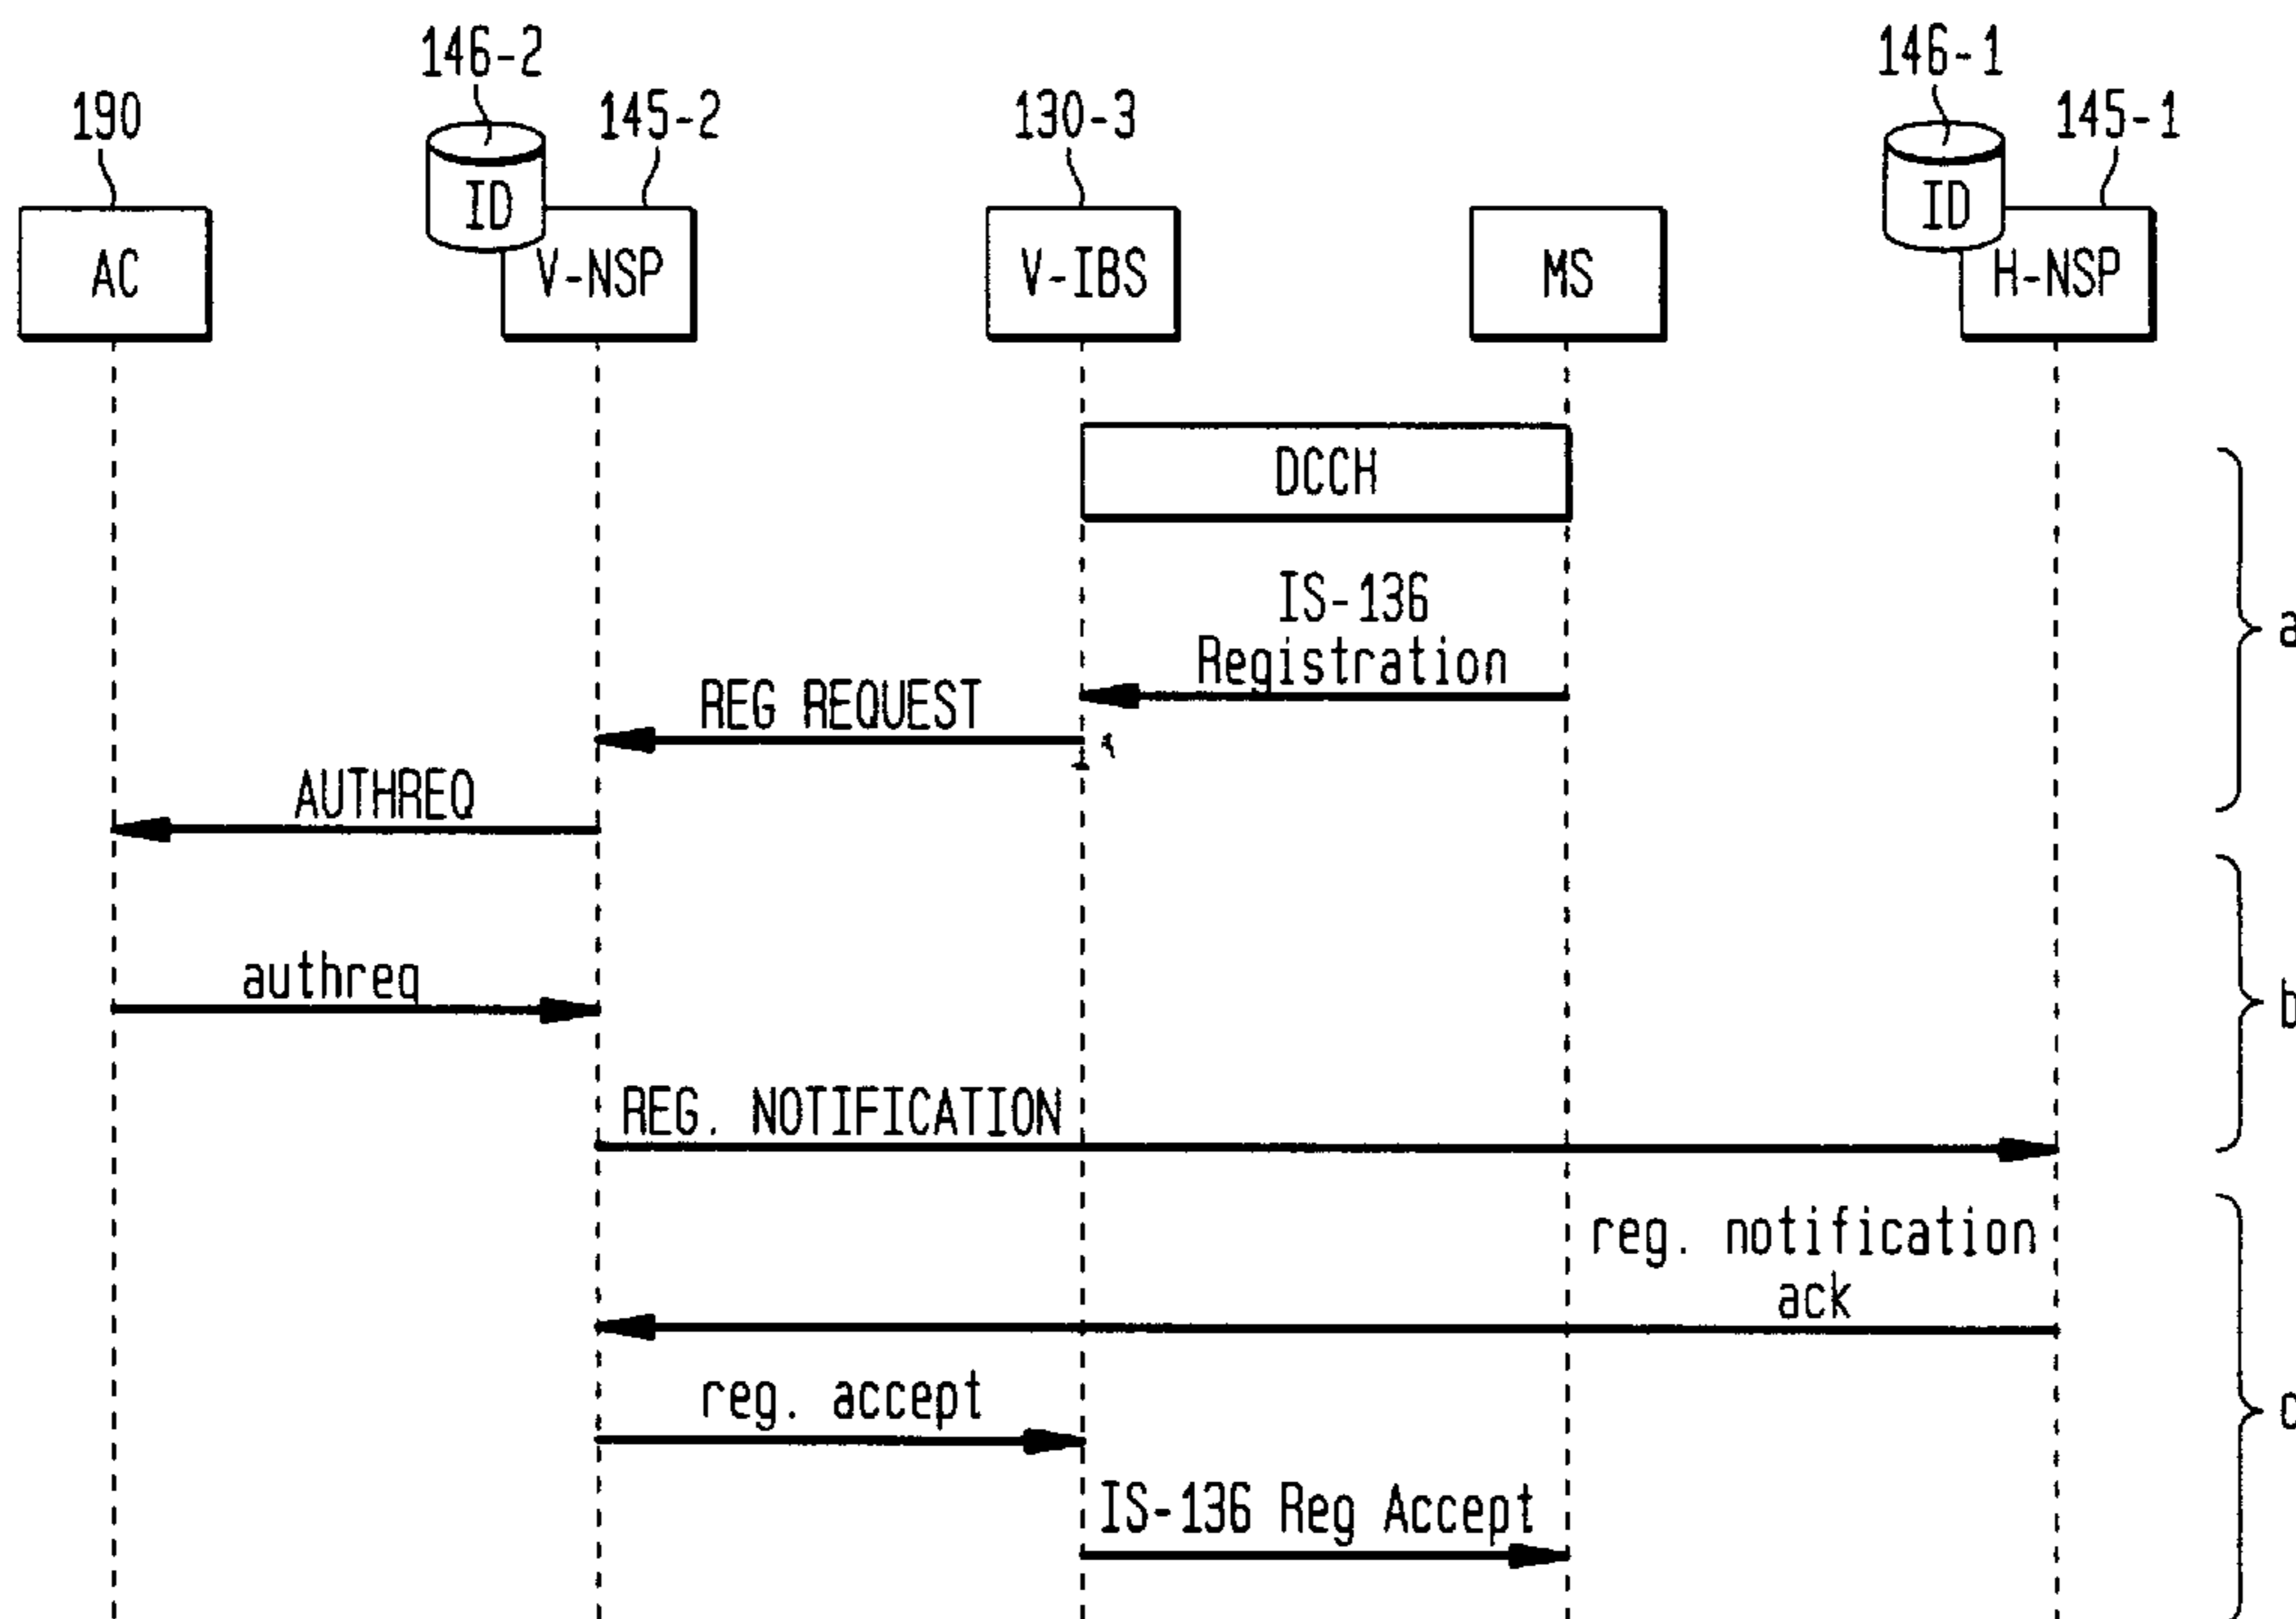 146-2
146-1
190
145-2
130-3
145-1
ID
ID
AC
V-NSP
V-IBS
MS
H-NSP
DCCH
IS-136
Registration
a
REG REQUEST
AUTHREQ
authreq
b
REG. NOTIFICATION
reg. notification
ack
reg. accept
IS-136 Reg Accept